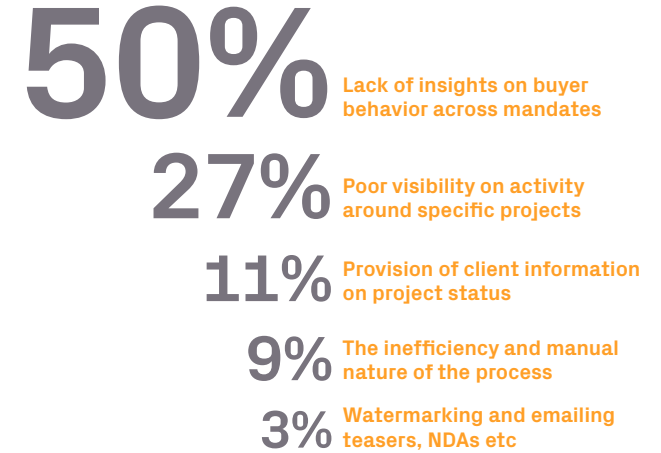 50%
Lack of insights on buyer
behavior across mandates
27%
Poor visibility on activity
around specific projects
11%
Provision of client information
on project status
9%
The inefficiency and manual
nature of the process
3%
Watermarking and emailing
teasers, NDAs etc